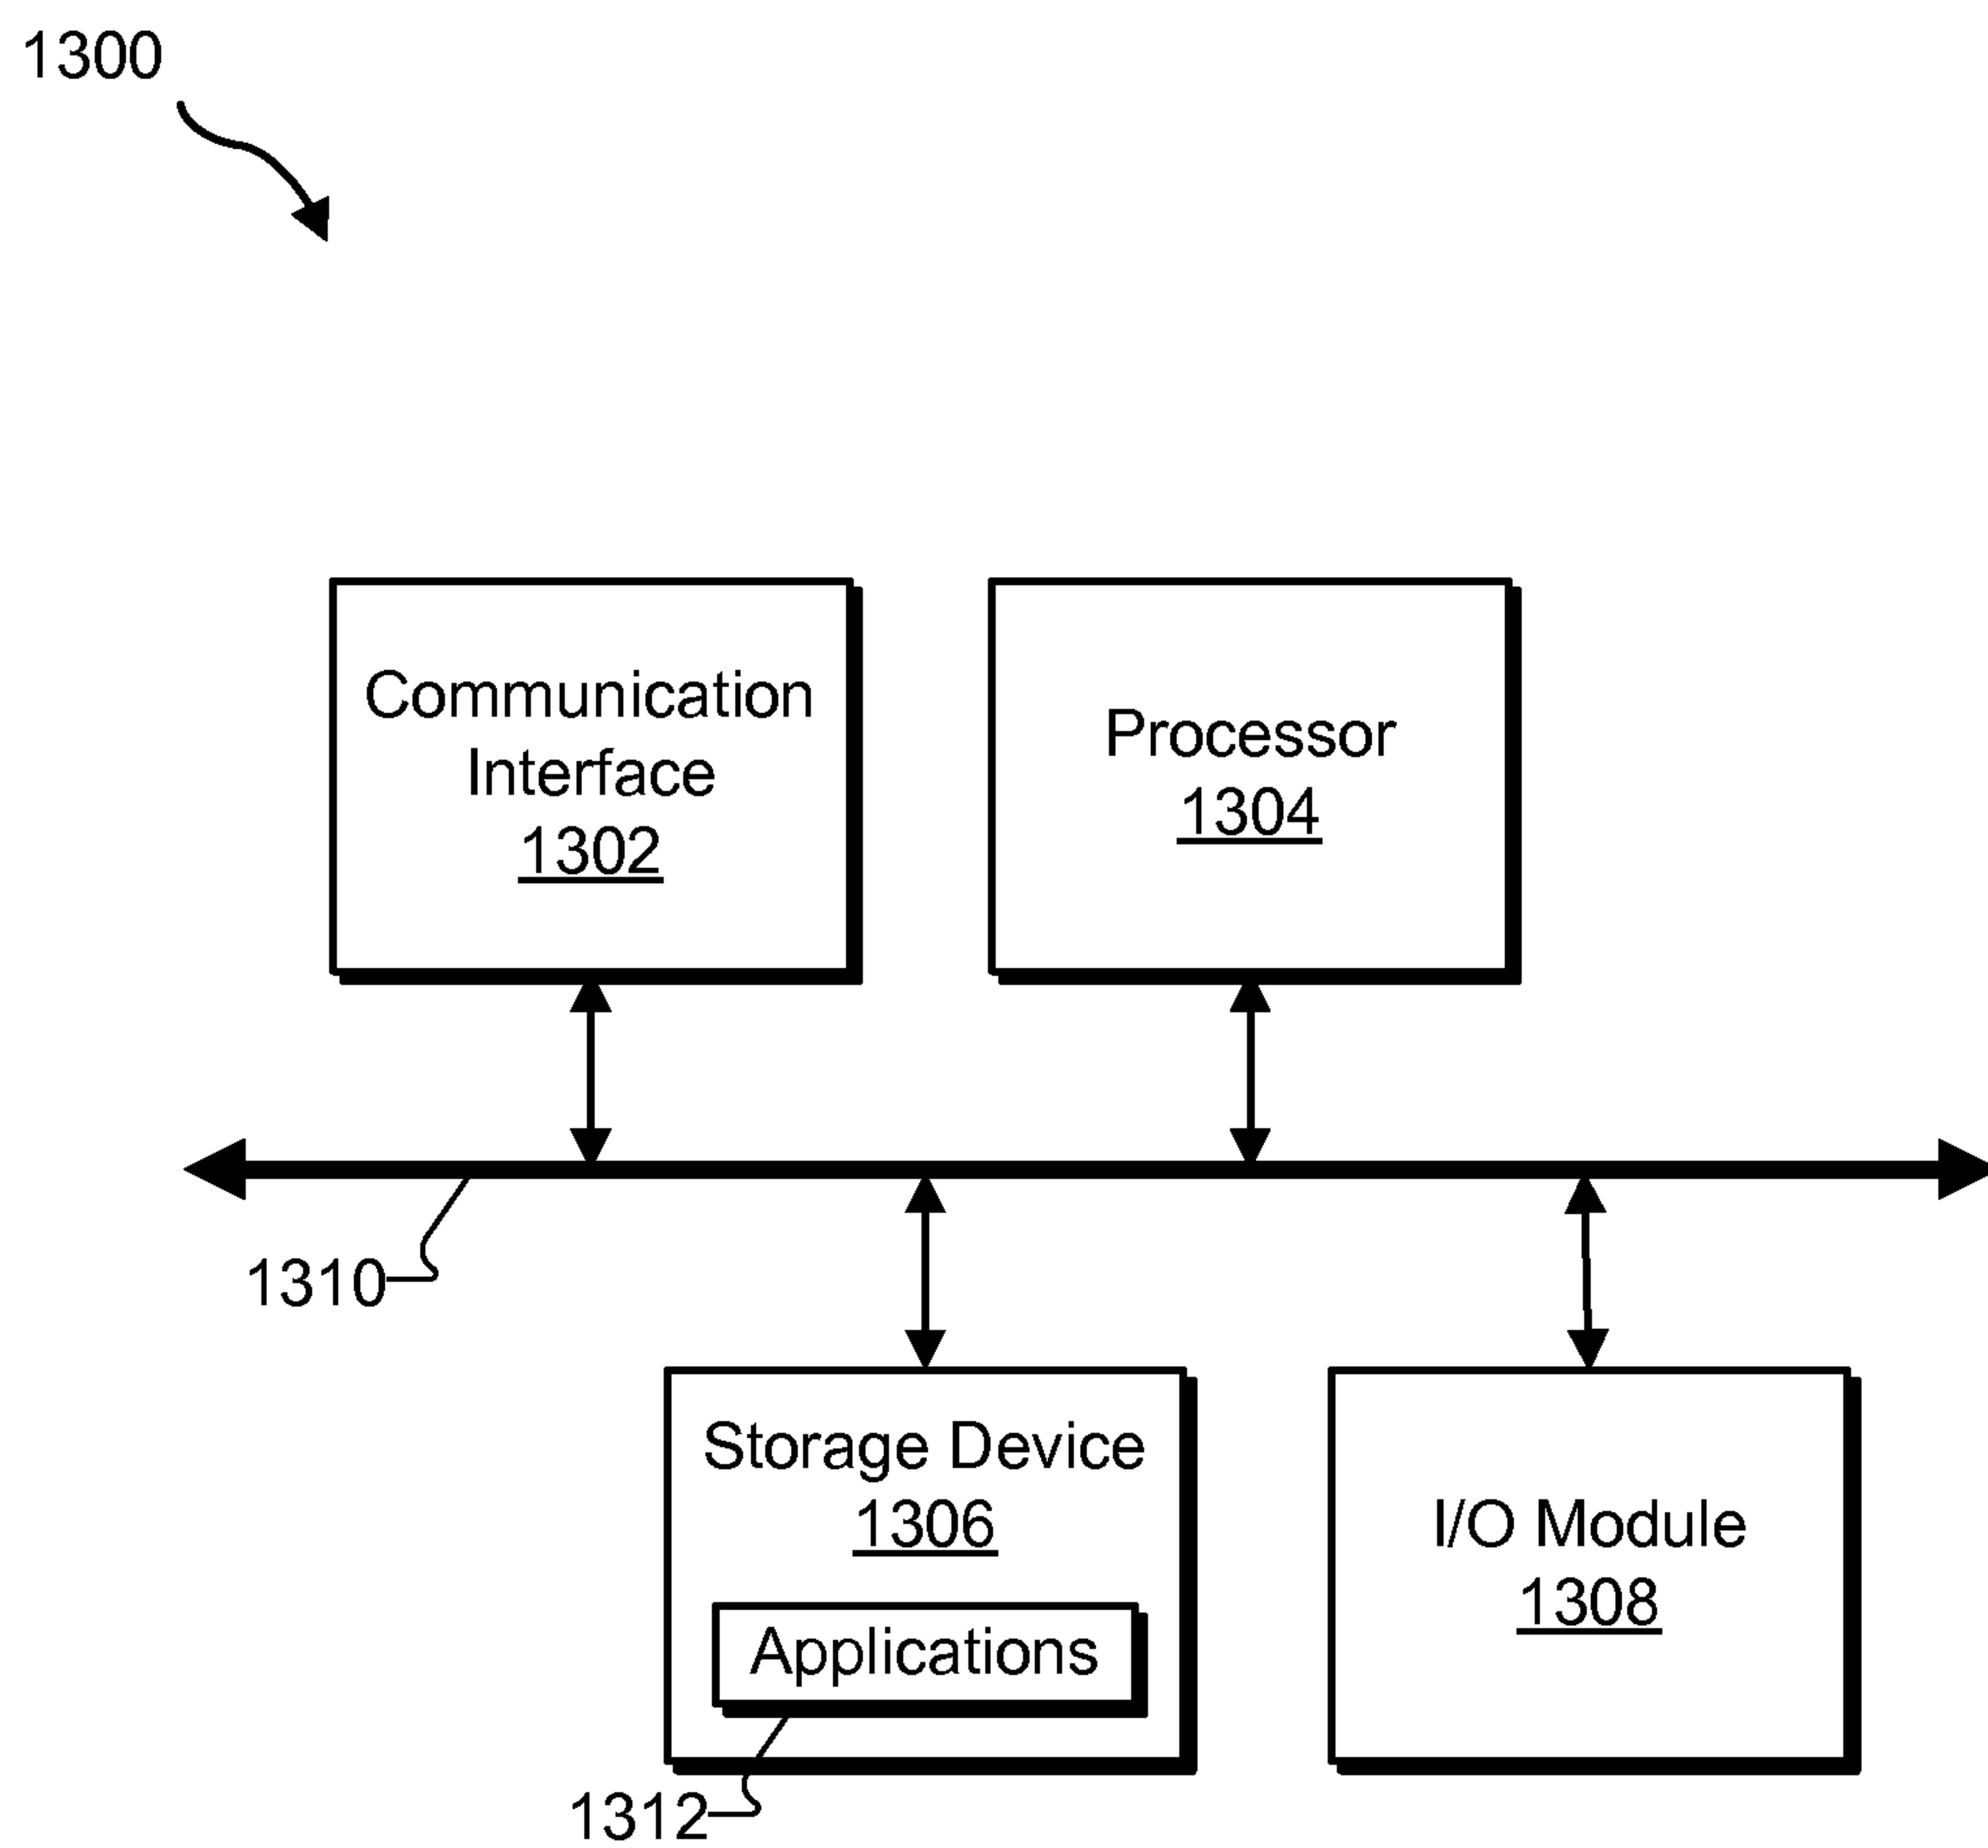 1300
Communication
Interface
1302
Processor
1304
1310
Storage Device
1306
Applications
1312
I/O Module
1308